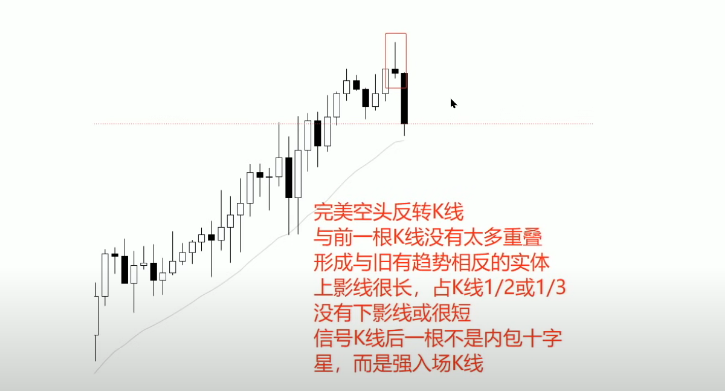 完美空头反转K线
与前一根K线没有太多重叠
形成与旧有趋势相反的实体
上影线很长，占K线1/2或1/3
没有下影线或很短
信号K线后一根不是内包十字
星，而是强入场K线